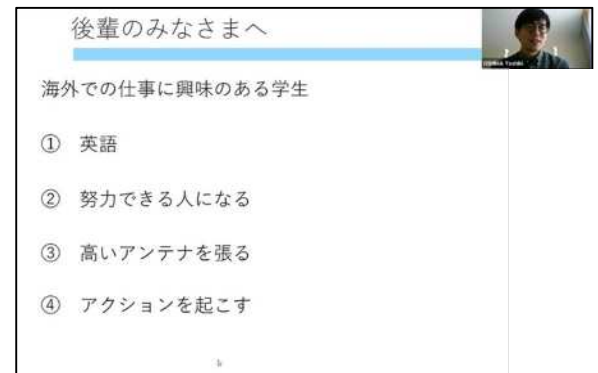 後輩のみなさまへ
海外での仕事に興味のある学生
① 英語
② 努力できる人になる
③ 高いアンテナを張る
④ アクションを起こす